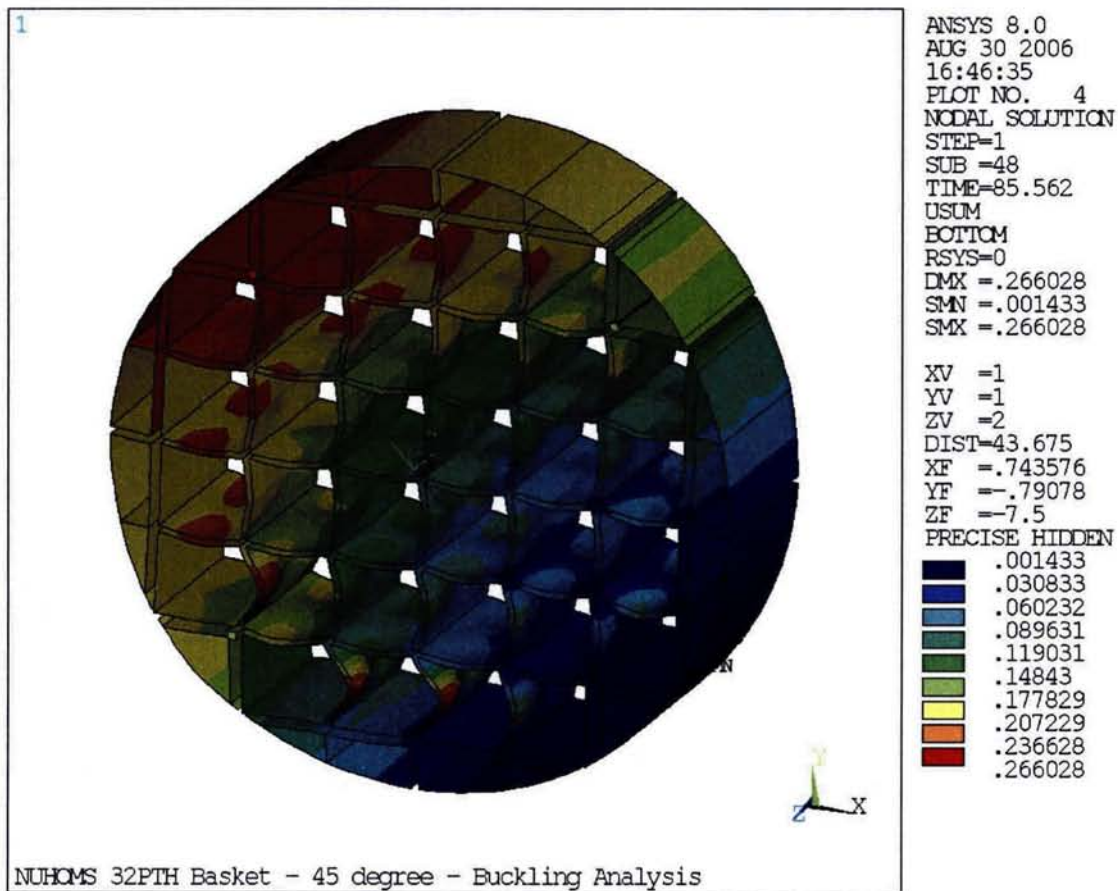 1
ANSYS 8.0
AUG 30 2006
16:46:35
PLOT NO. 4
NODAL SOLUTION
STEP=1
SUB =48
TIME=85.562
USUM
BOTTOM
RSYS=0
DMX =.266028
SMN =.001433
SMX =.266028
XV =1
YV =1
ZV =2
DIST=43.675
XF =.743576
YF =-.79078
ZF =-7.5
PRECISE HIDDEN
.001433
.030833
.060232
.089631
.119031
.14843
.177829
.207229
.236628
.266028
Y
Z X
NUHOMS 32PTH Basket - 45 degree - Buckling Analysis